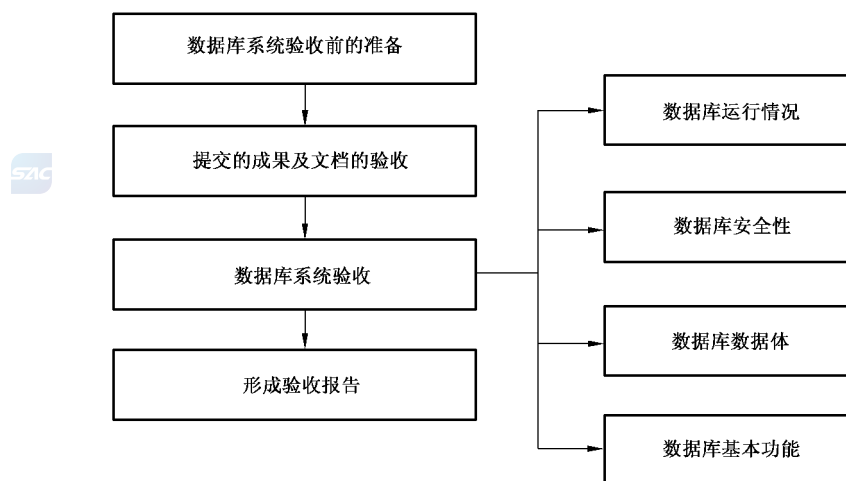 数据库系统验收前的准备
提交的成果及文档的验收
数据库系统验收
形成验收报告
数据库运行情况
数据库安全性
数据库数据体
数据库基本功能
SAC